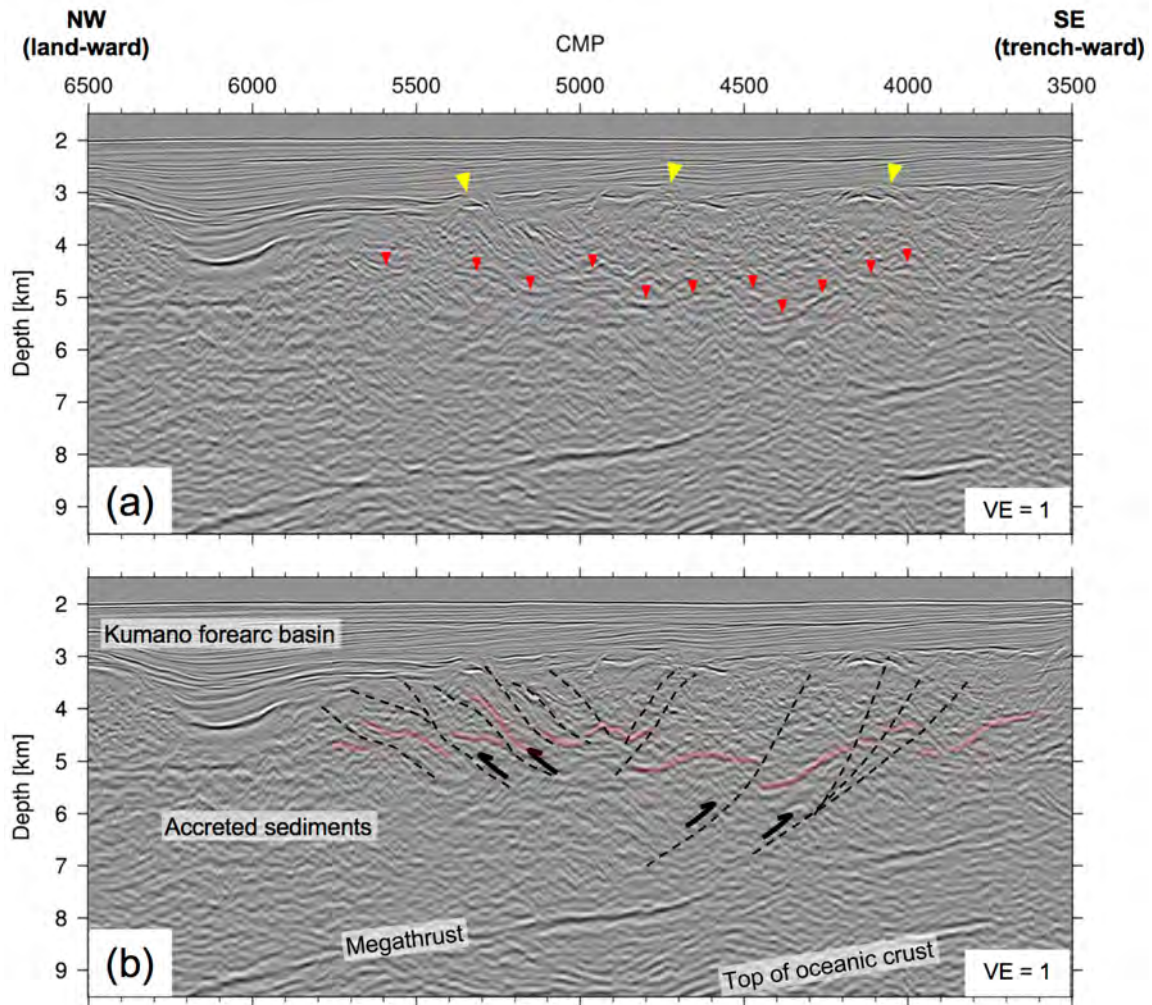 NW
(land-ward)
CMP
SE
(trench-ward)
6500 6000 5500 5000 4500 4000 3500
Depth [km]
2
3
4
5
6
7
8
9
(a)
VE = 1
Depth [km]
2
3
4
5
6
7
8
9
Kumano forearc basin
Accreted sediments
Megathrust
Top of oceanic crust
(b)
VE = 1